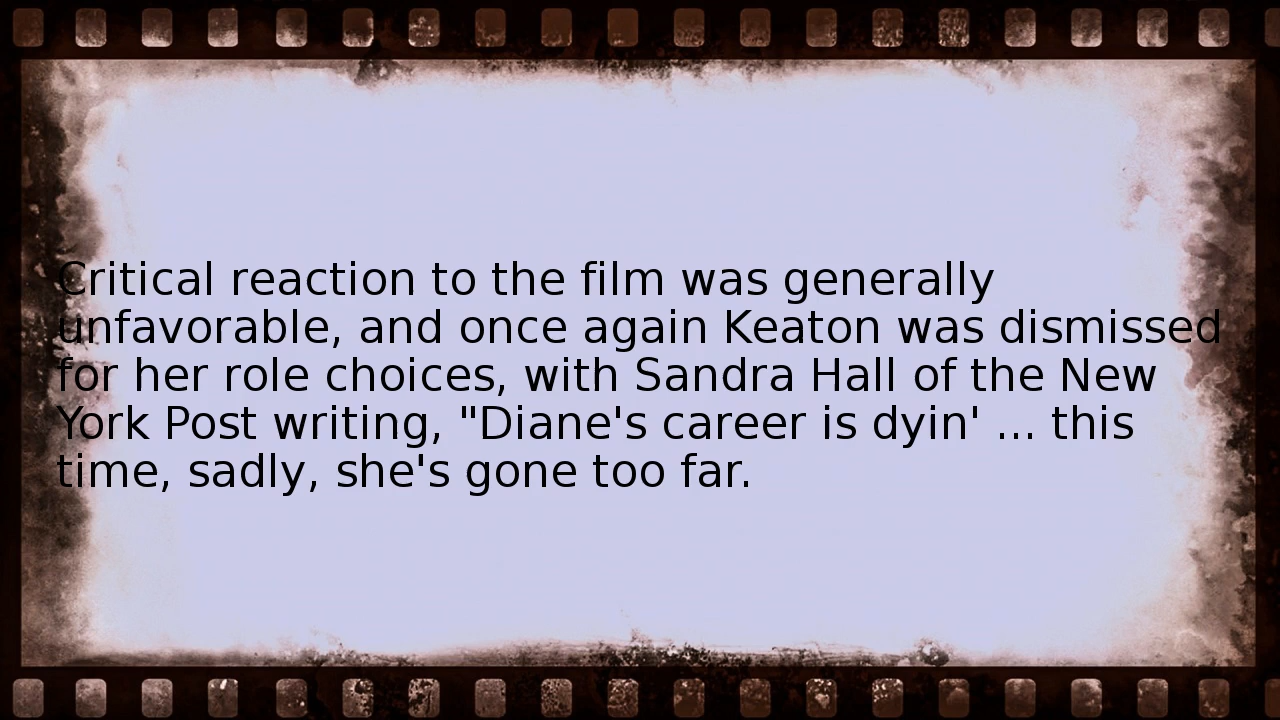 Critical reaction to the film was generally
unfavorable, and once again Keaton was dismissed
for her role choices, with Sandra Hall of the New
York Post writing, "Diane's career is dyin' ... this
time, sadly, she's gone too far.